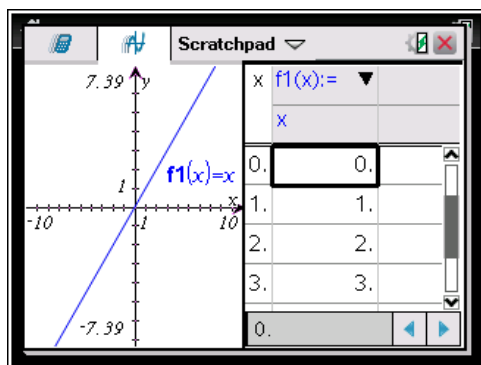 Scratchpad
7.39 y
f1(x)=x
1
x
-10 -1 10
-7.39
x f1(x):= ▼
x
0. 0.
1. 1.
2. 2.
3. 3.
0.